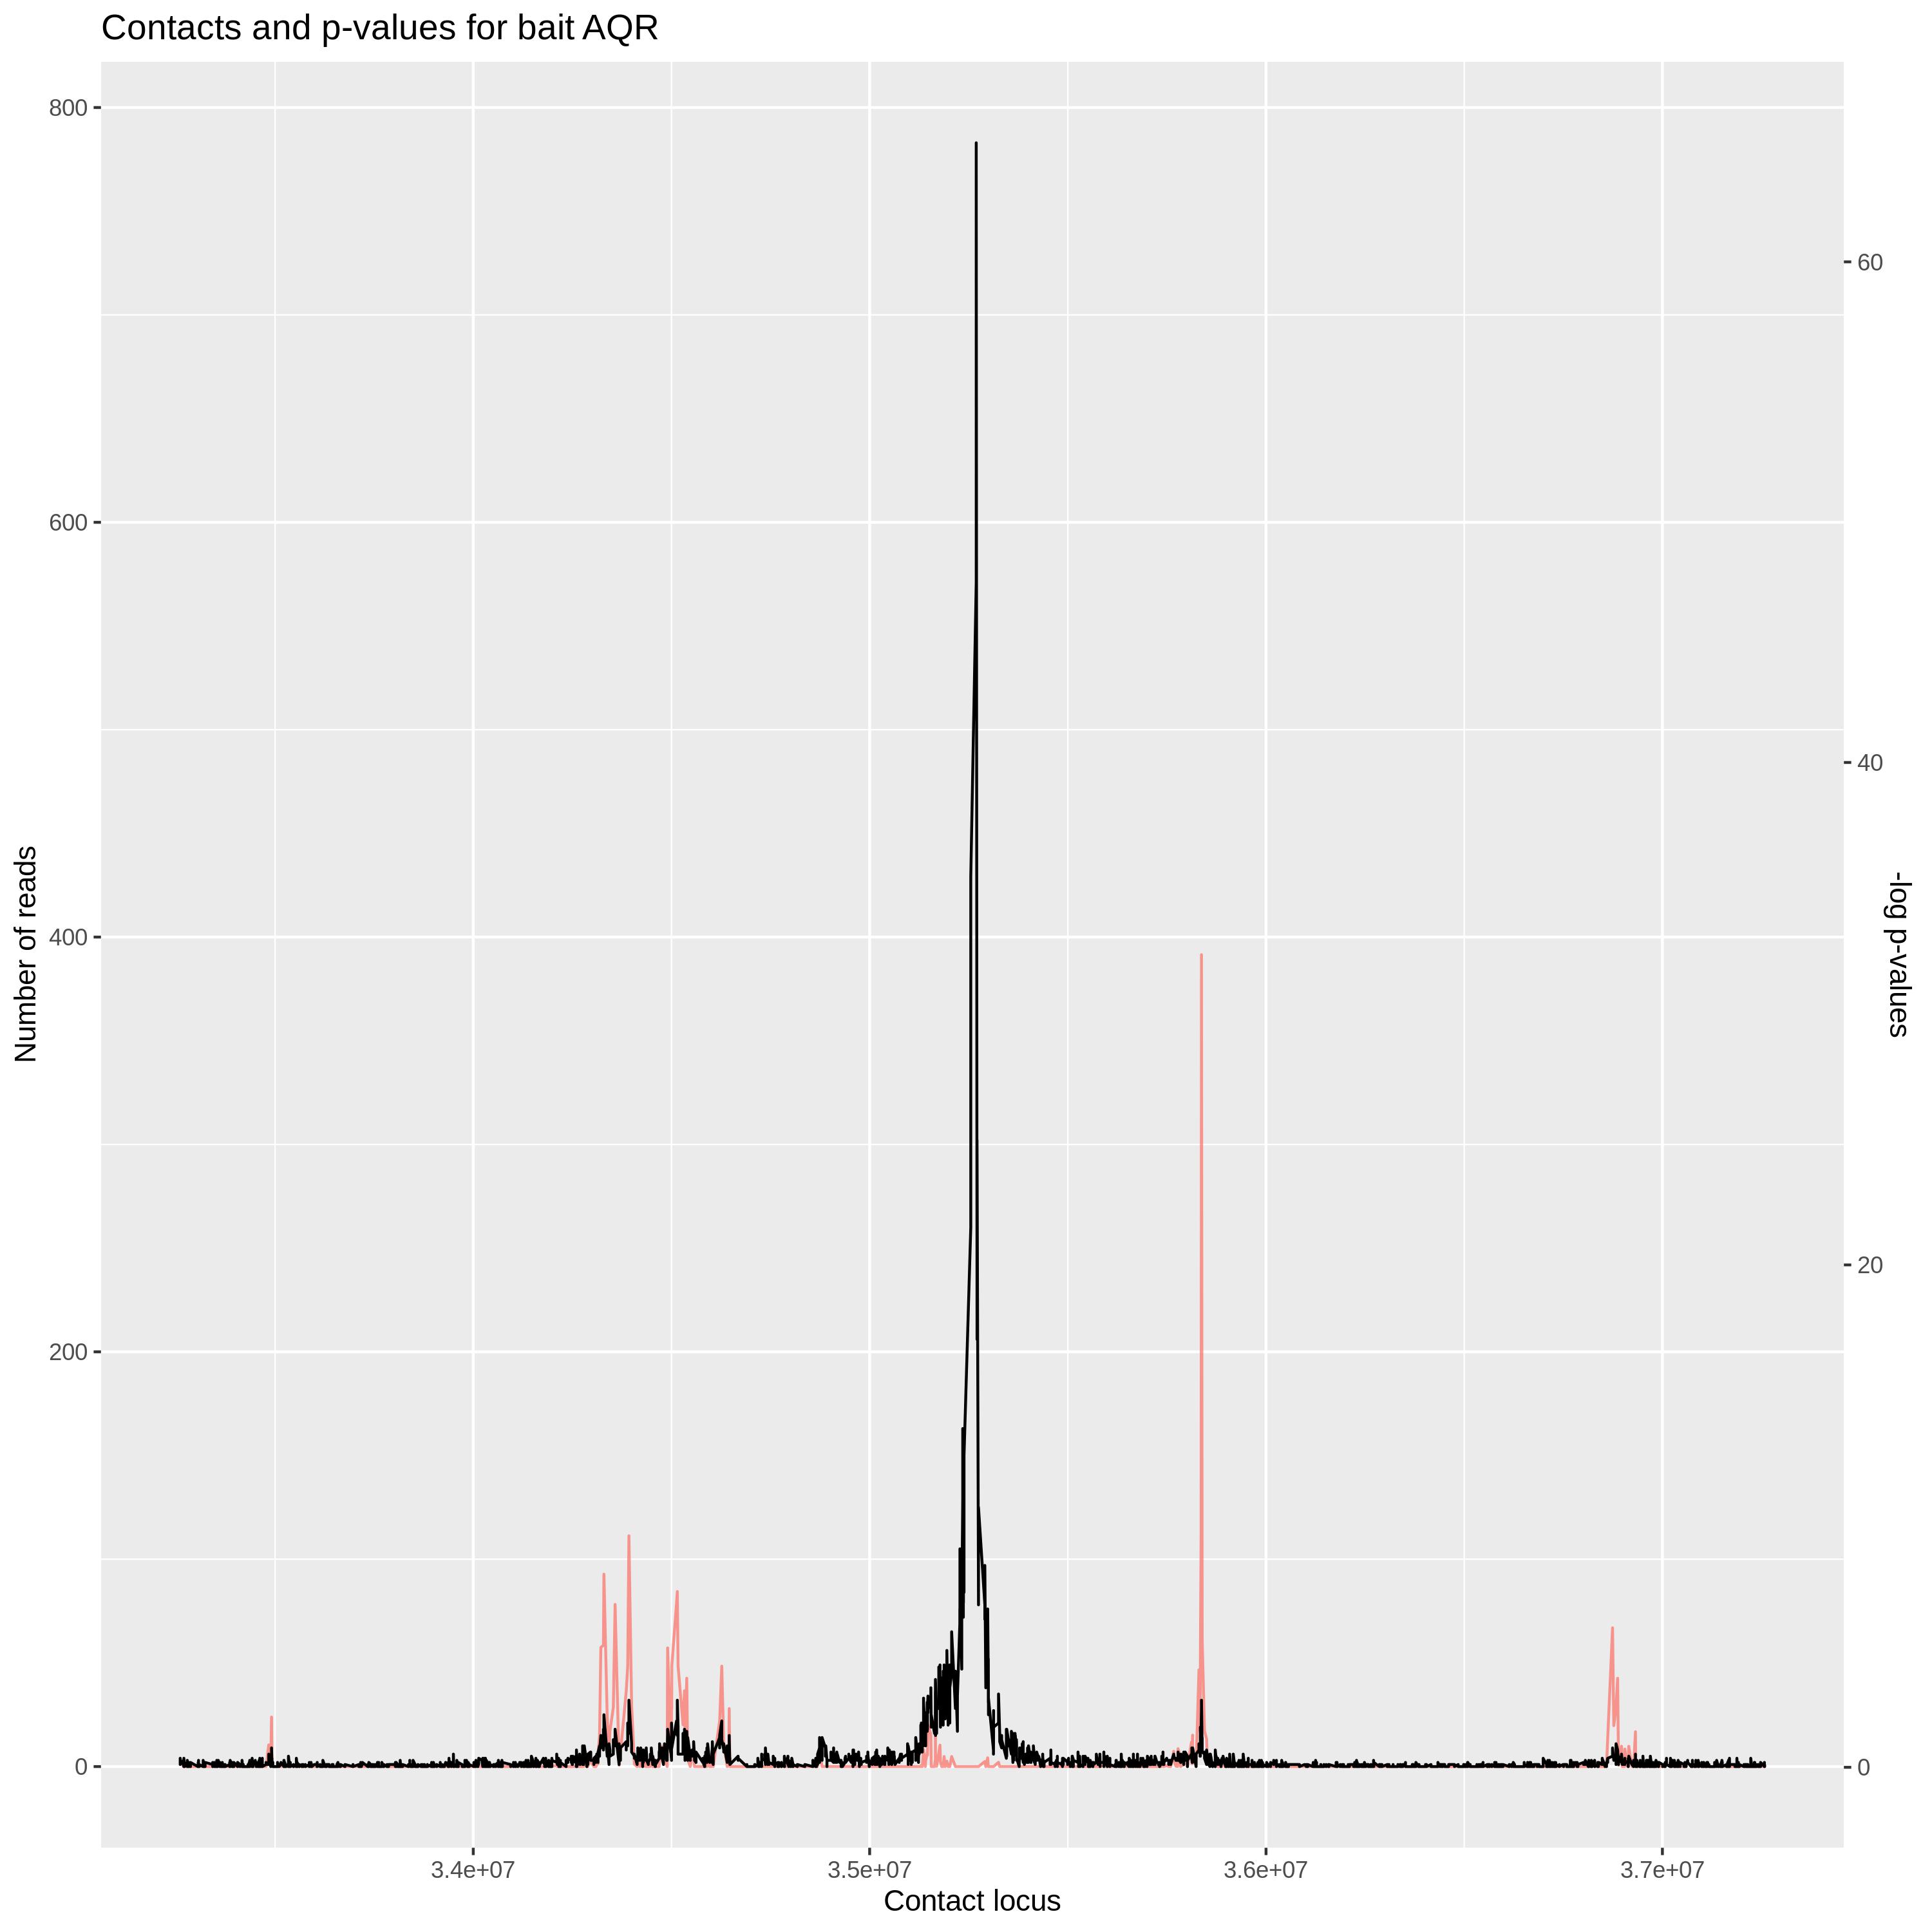 Contacts and p-values for bait AQR
800
600
400
200
0
Number of reads
60
40
20
0
-log p-values
3.4e+07
3.5e+07
3.6e+07
3.7e+07
Contact locus